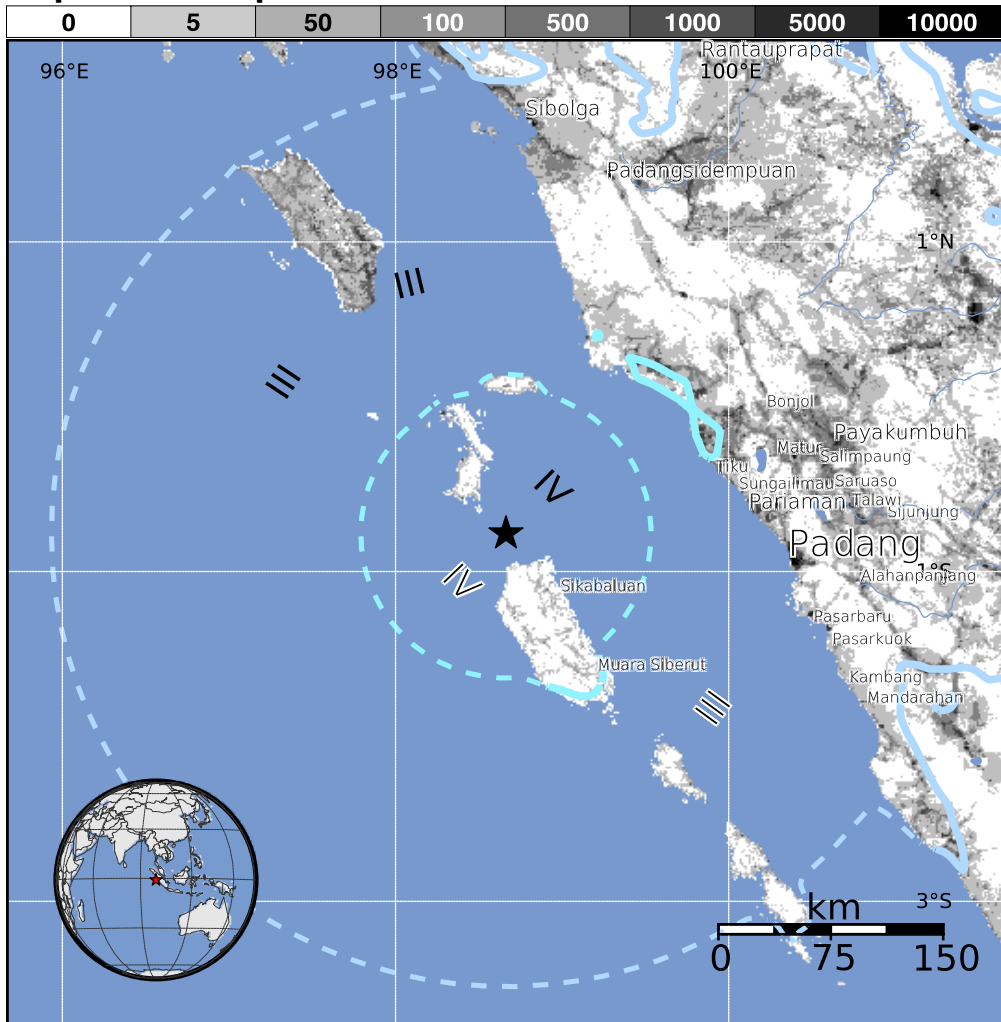 0 5 50 100 500 1000 5000 10000
Rantauprapat
96°E 98°E 100°E
Sibolga
Padangsidempuan
1°N
III
III
Bonjol
Payakumbuh
Matur
Salimpaung
Tiku
Sungailimau Saruaso
IV
Pariaman Talawi
Sijunjung
Padang
1°S
Alahanpanjang
IV
Sikabaluan
Pasarbaru
Pasarkuok
Muara Siberut
Kambang
Mandarahan
III
3°S
km
0 75 150